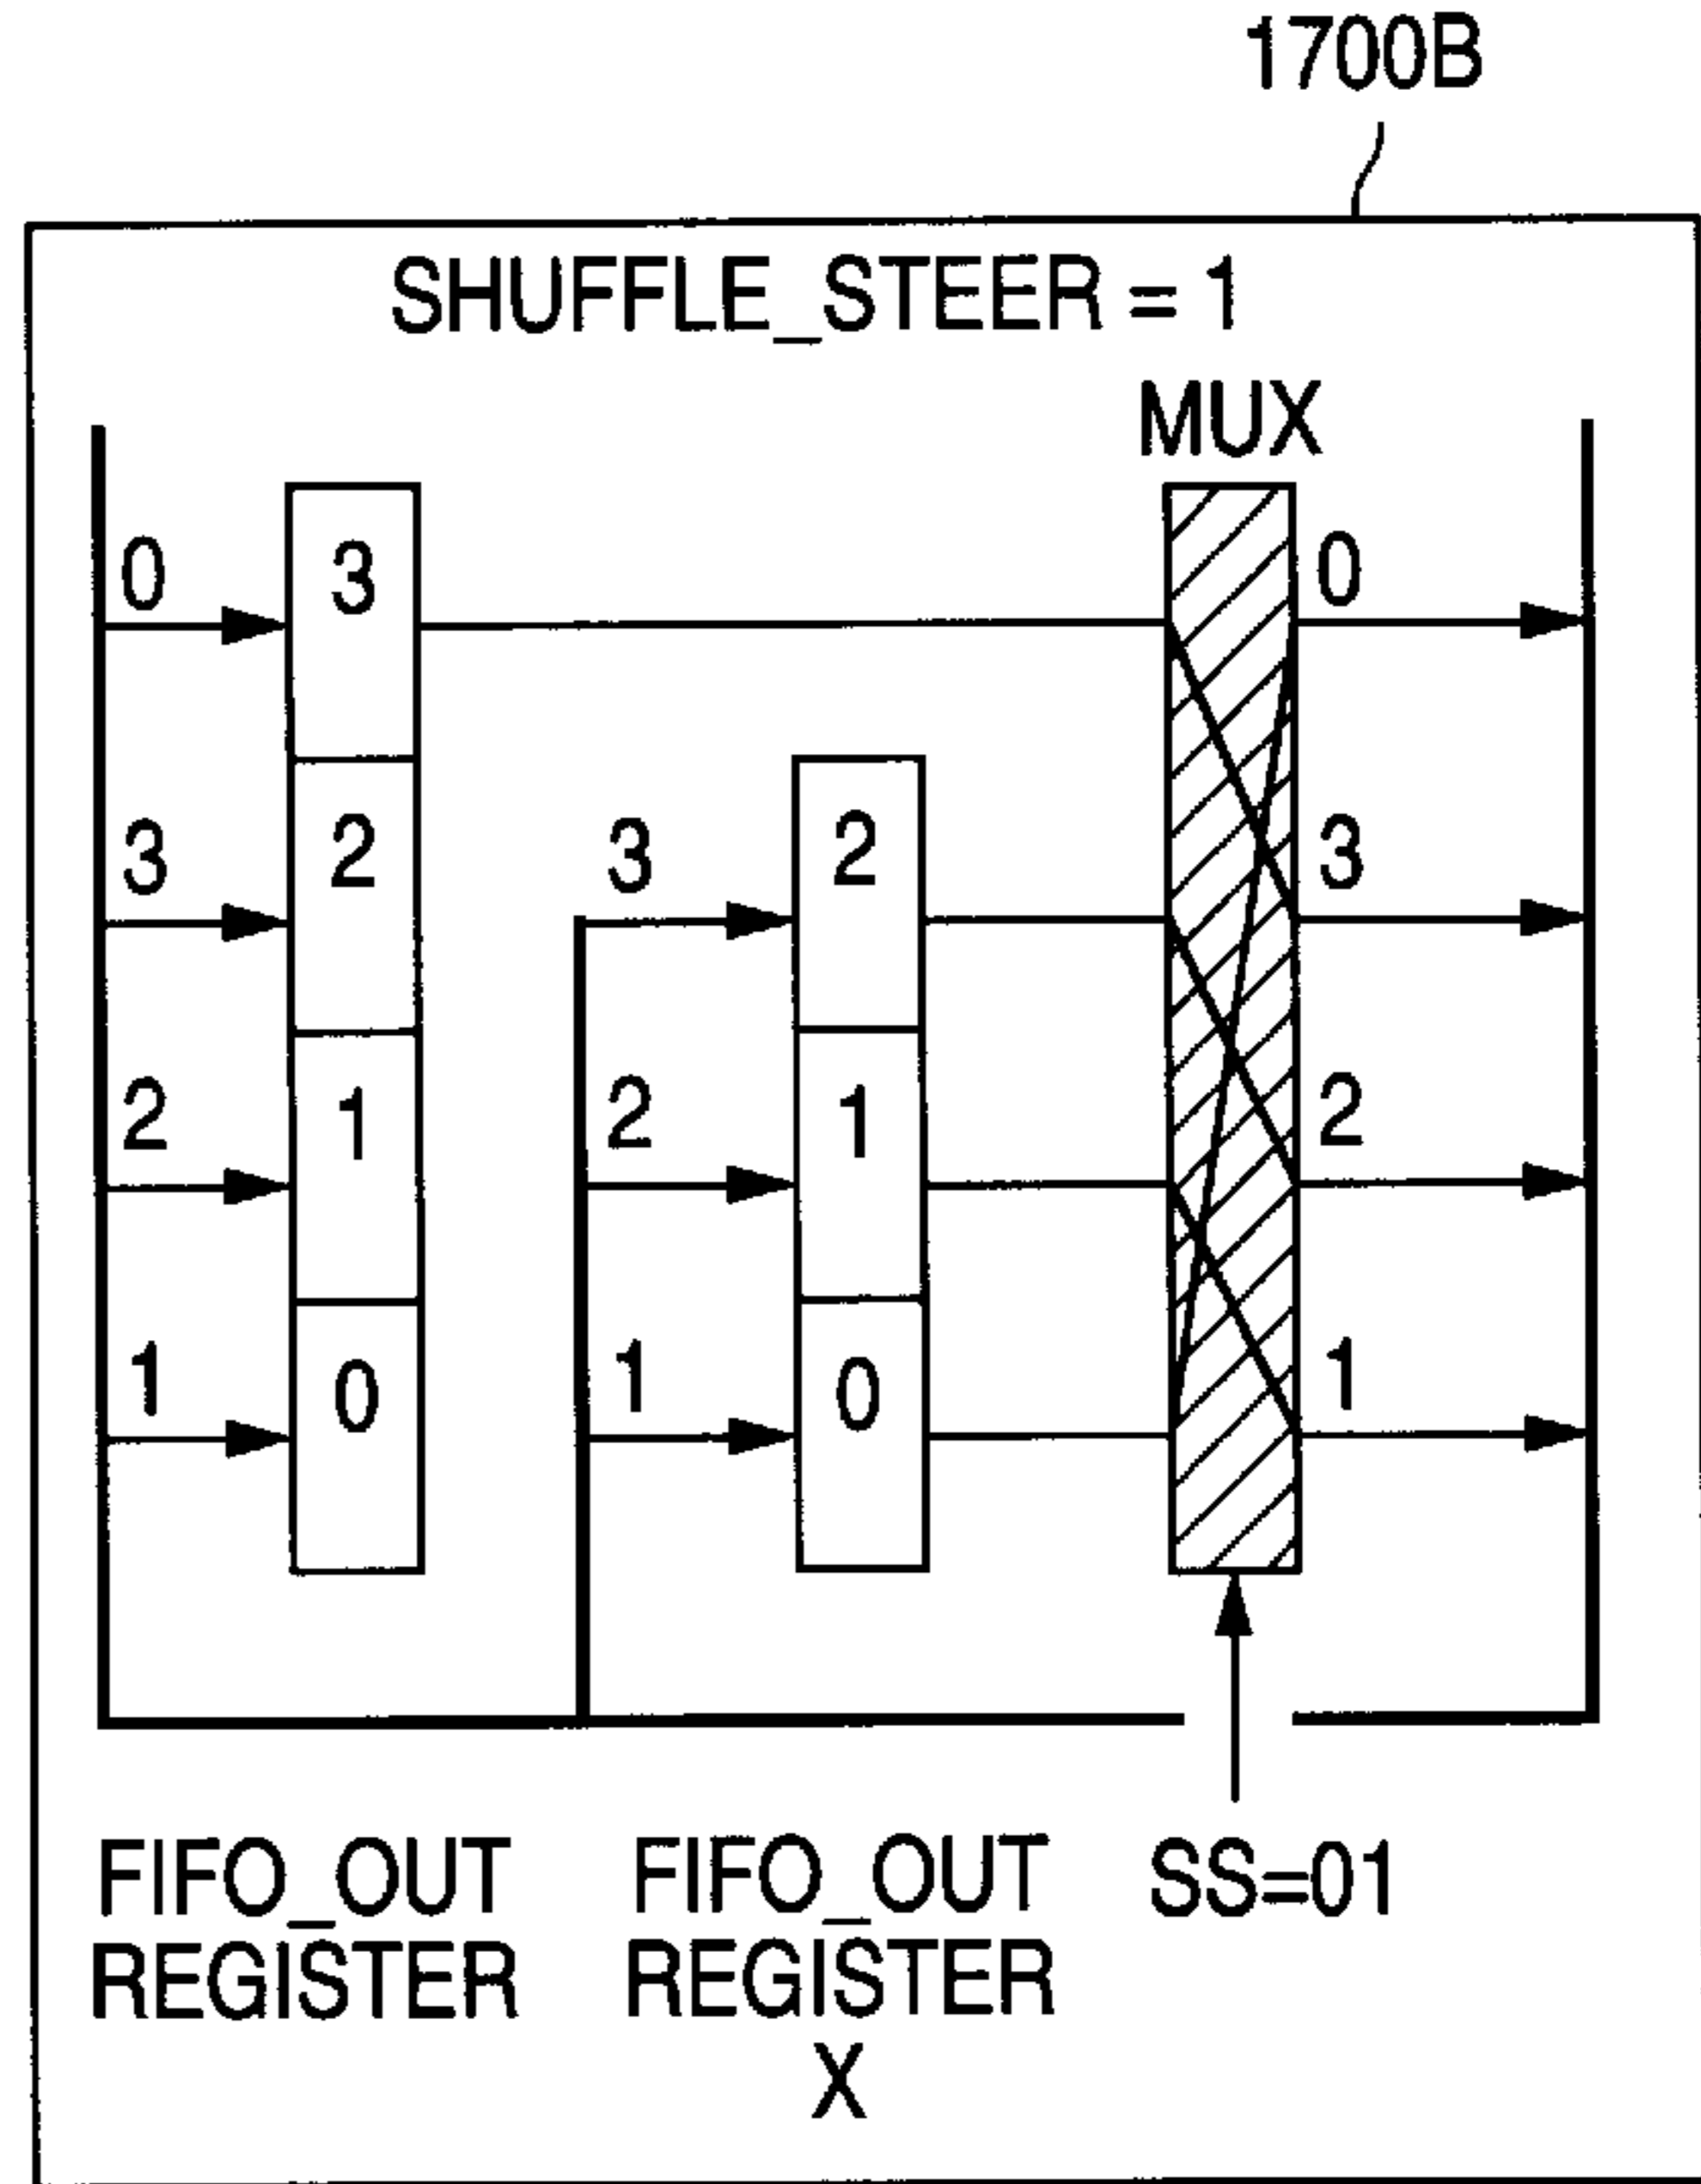 1700B
SHUFFLE_STEER = 1
MUX
0 3 0
3 2 3 2 3
2 1 2 1 2
1 0 1 0 1
FIFO_OUT REGISTER
FIFO_OUT REGISTER X
SS=01